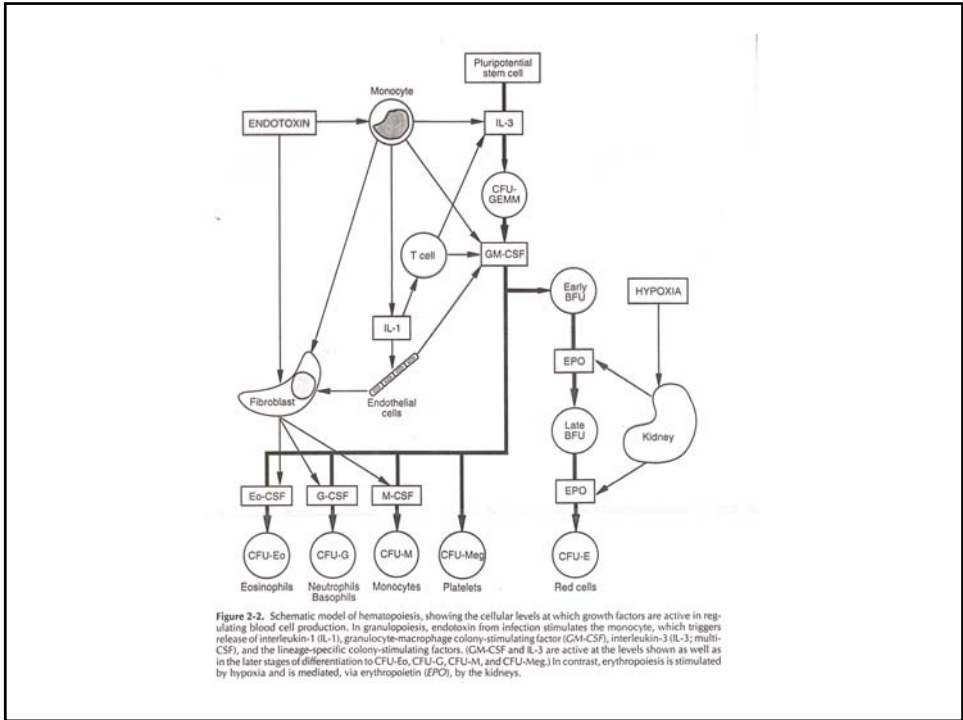 Pluripotential
stem cell
Monocyte
ENDOTOXIN
IL-3
CFU-
GEMM
T cell
GM-CSF
Early
BFU
HYPOXIA
IL-1
EPO
Fibroblast
Endothelial
cells
Late
BFU
Kidney
EPO
Eo-CSF
G-CSF
M-CSF
CFU-Eo
CFU-G
CFU-M
CFU-Meg
CFU-E
Eosinophils
Neutrophils
Basophils
Monocytes
Platelets
Red cells
Figure 2-2. Schematic model of hematopoiesis, showing the cellular levels at which growth factors are active in reg-
ulating blood cell production. In granulopoiesis, endotoxin from infection stimulates the monocyte, which triggers
release of interleukin-1 (IL-1), granulocyte-macrophage colony-stimulating factor (GM-CSF), interleukin-3 (IL-3; multi-
CSF), and the lineage-specific colony-stimulating factors. (GM-CSF and IL-3 are active at the levels shown as well as
in the later stages of differentiation to CFU-Eo, CFU-G, CFU-M, and CFU-Meg.) In contrast, erythropoiesis is stimulated
by hypoxia and is mediated, via erythropoietin (EPO), by the kidneys.